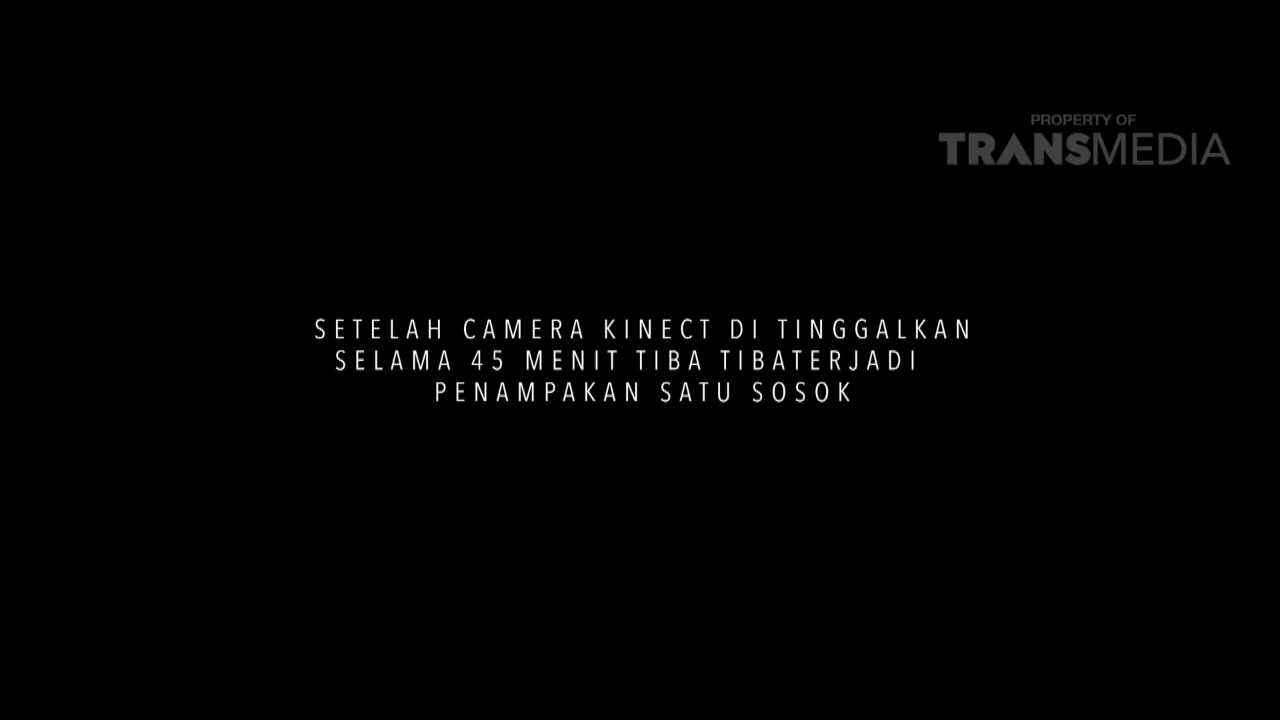 PROPERTY OF
TRANSMEDIA
SETELAH CAMERA KINECT DI TINGGALKAN
SELAMA 45 MENIT TIBA TIBATERJADI
PENAMPAKAN SATU SOSOK